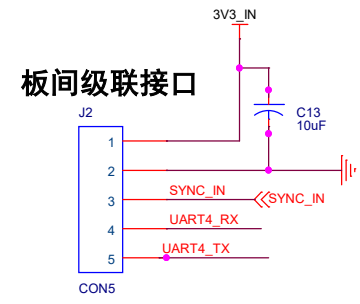 3V3_IN
板间级联接口
J2
C13
10uF
1
2
3
SYNC_IN
SYNC_IN
4
UART4_RX
5
UART4_TX
CON5